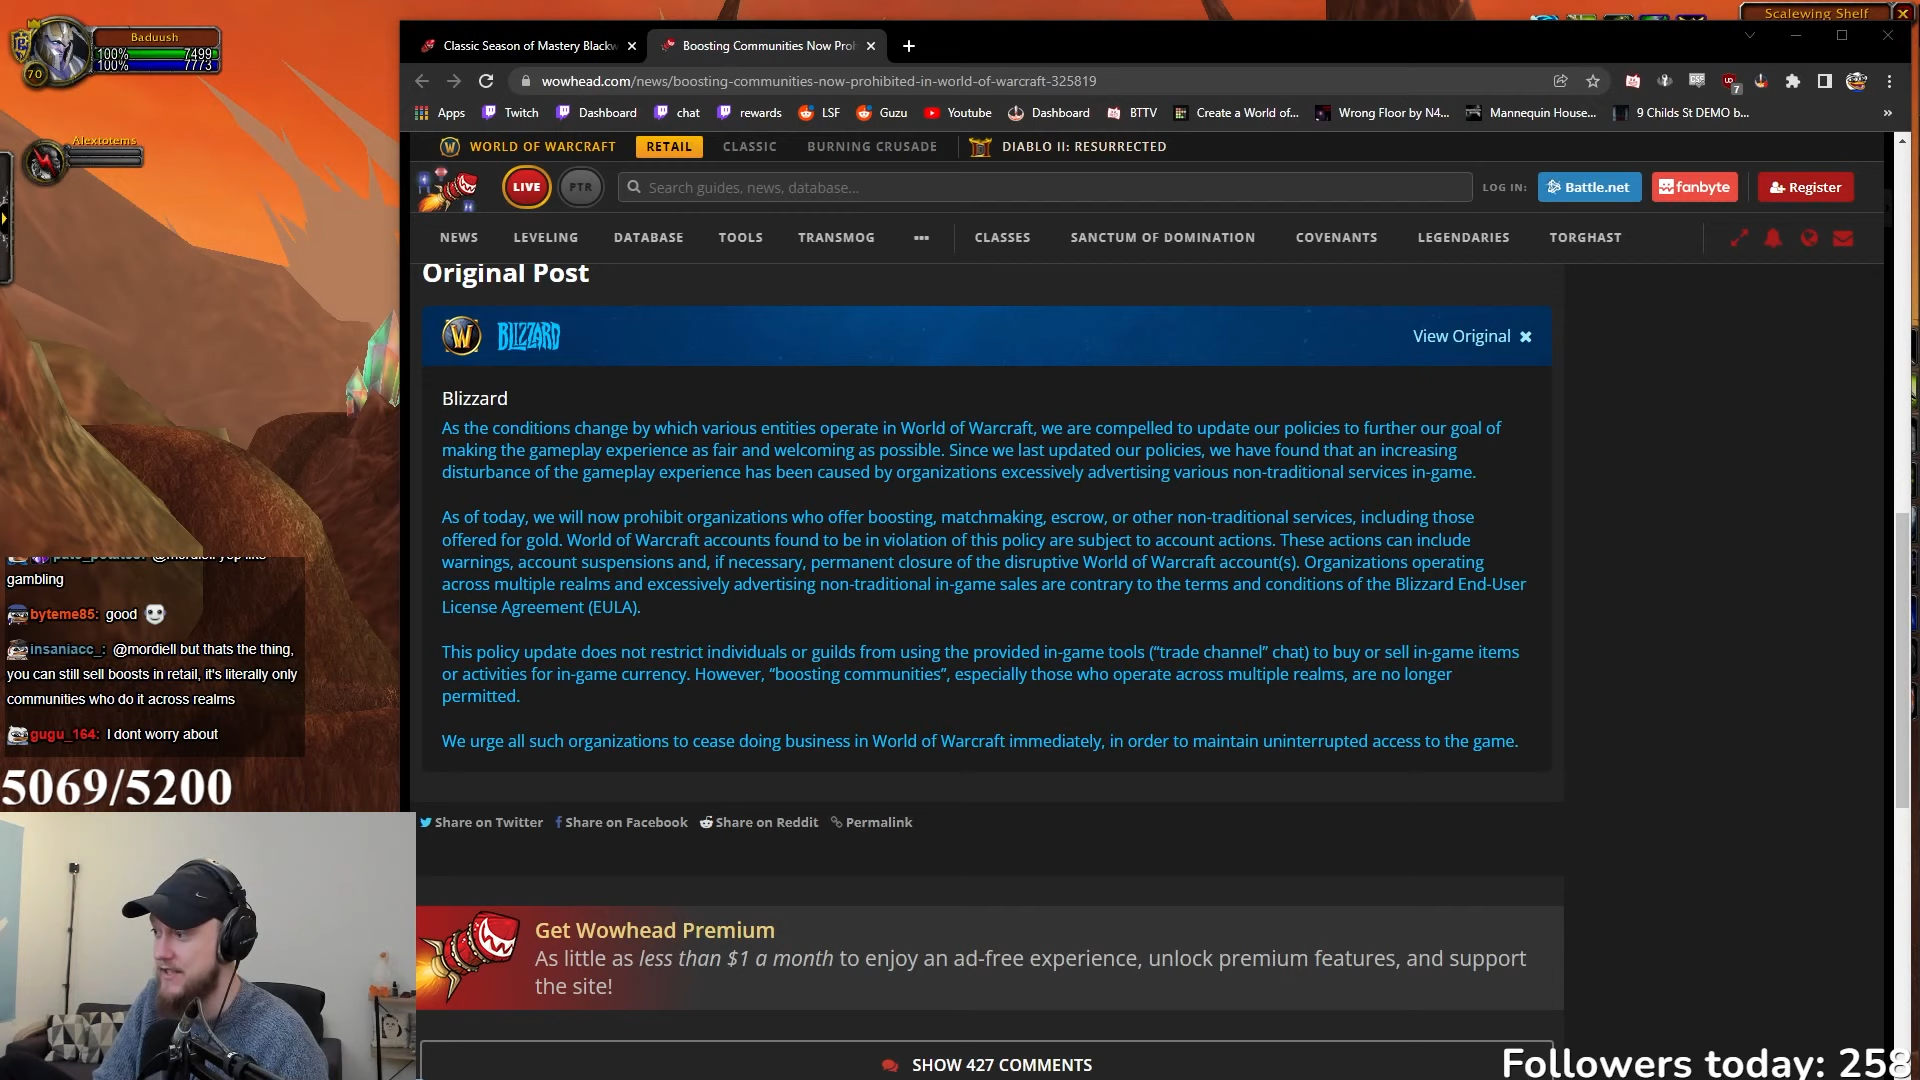 Baduush
100% 7499
100% 7773
70
Alextotems
Scalewing Shelf
Classic Season of Mastery Blackw
Boosting Communities Now Pro
wowhead.com/news/boosting-communities-now-prohibited-in-world-of-warcraft-325819
7
Apps Twitch Dashboard chat rewards LSF Guzu Youtube Dashboard BTTV Create a World of... Wrong Floor by N4... Mannequin House... 9 Childs St DEMO b... »
WORLD OF WARCRAFT RETAIL CLASSIC BURNING CRUSADE DIABLO II: RESURRECTED
LIVE PTR Search guides, news, database... LOG IN: Battle.net fanbyte Register
NEWS LEVELING DATABASE TOOLS TRANSMOG ••• CLASSES SANCTUM OF DOMINATION COVENANTS LEGENDARIES TORGHAST
Original Post
W BLIZZARD View Original
Blizzard
As the conditions change by which various entities operate in World of Warcraft, we are compelled to update our policies to further our goal of
making the gameplay experience as fair and welcoming as possible. Since we last updated our policies, we have found that an increasing
disturbance of the gameplay experience has been caused by organizations excessively advertising various non-traditional services in-game.
As of today, we will now prohibit organizations who offer boosting, matchmaking, escrow, or other non-traditional services, including those
offered for gold. World of Warcraft accounts found to be in violation of this policy are subject to account actions. These actions can include
warnings, account suspensions and, if necessary, permanent closure of the disruptive World of Warcraft account(s). Organizations operating
across multiple realms and excessively advertising non-traditional in-game sales are contrary to the terms and conditions of the Blizzard End-User
License Agreement (EULA).
This policy update does not restrict individuals or guilds from using the provided in-game tools (“trade channel” chat) to buy or sell in-game items
or activities for in-game currency. However, “boosting communities”, especially those who operate across multiple realms, are no longer
permitted.
We urge all such organizations to cease doing business in World of Warcraft immediately, in order to maintain uninterrupted access to the game.
Share on Twitter Share on Facebook Share on Reddit Permalink
Get Wowhead Premium
As little as less than $1 a month to enjoy an ad-free experience, unlock premium features, and support
the site!
SHOW 427 COMMENTS
gambling
byteme85: good
insaniacc_: @mordiell but thats the thing,
you can still sell boosts in retail, it's literally only
communities who do it across realms
gugu_164: I dont worry about
5069/5200
Followers today: 258